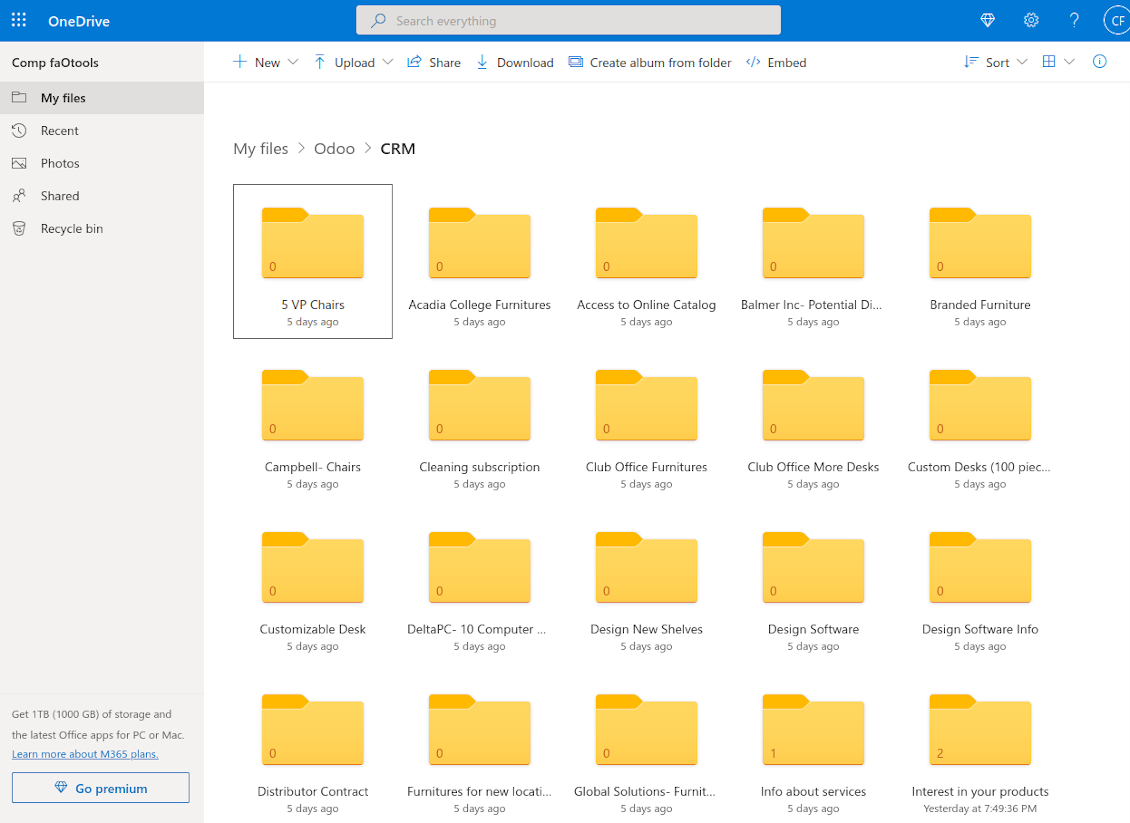 OneDrive
Search everything
CF
Comp faOtools
New
Upload
Share
Download
Create album from folder
Embed
Sort
My files
Recent
Photos
Shared
Recycle bin
My files > Odoo > CRM
0 0 0 0 0
5 VP Chairs Acadia College Furnitures Access to Online Catalog Balmer Inc- Potential Di... Branded Furniture
5 days ago 5 days ago 5 days ago 5 days ago 5 days ago
0 0 0 0 0
Campbell- Chairs Cleaning subscription Club Office Furnitures Club Office More Desks Custom Desks (100 piec...
5 days ago 5 days ago 5 days ago 5 days ago 5 days ago
0 0 0 0 0
Customizable Desk DeltaPC- 10 Computer ... Design New Shelves Design Software Design Software Info
5 days ago 5 days ago 5 days ago 5 days ago 5 days ago
0 0 0 1 2
Distributor Contract Furnitures for new locati... Global Solutions- Furnit... Info about services Interest in your products
5 days ago 5 days ago 5 days ago 5 days ago Yesterday at 7:49:36 PM
Get 1TB (1000 GB) of storage and
the latest Office apps for PC or Mac.
Learn more about M365 plans.
Go premium